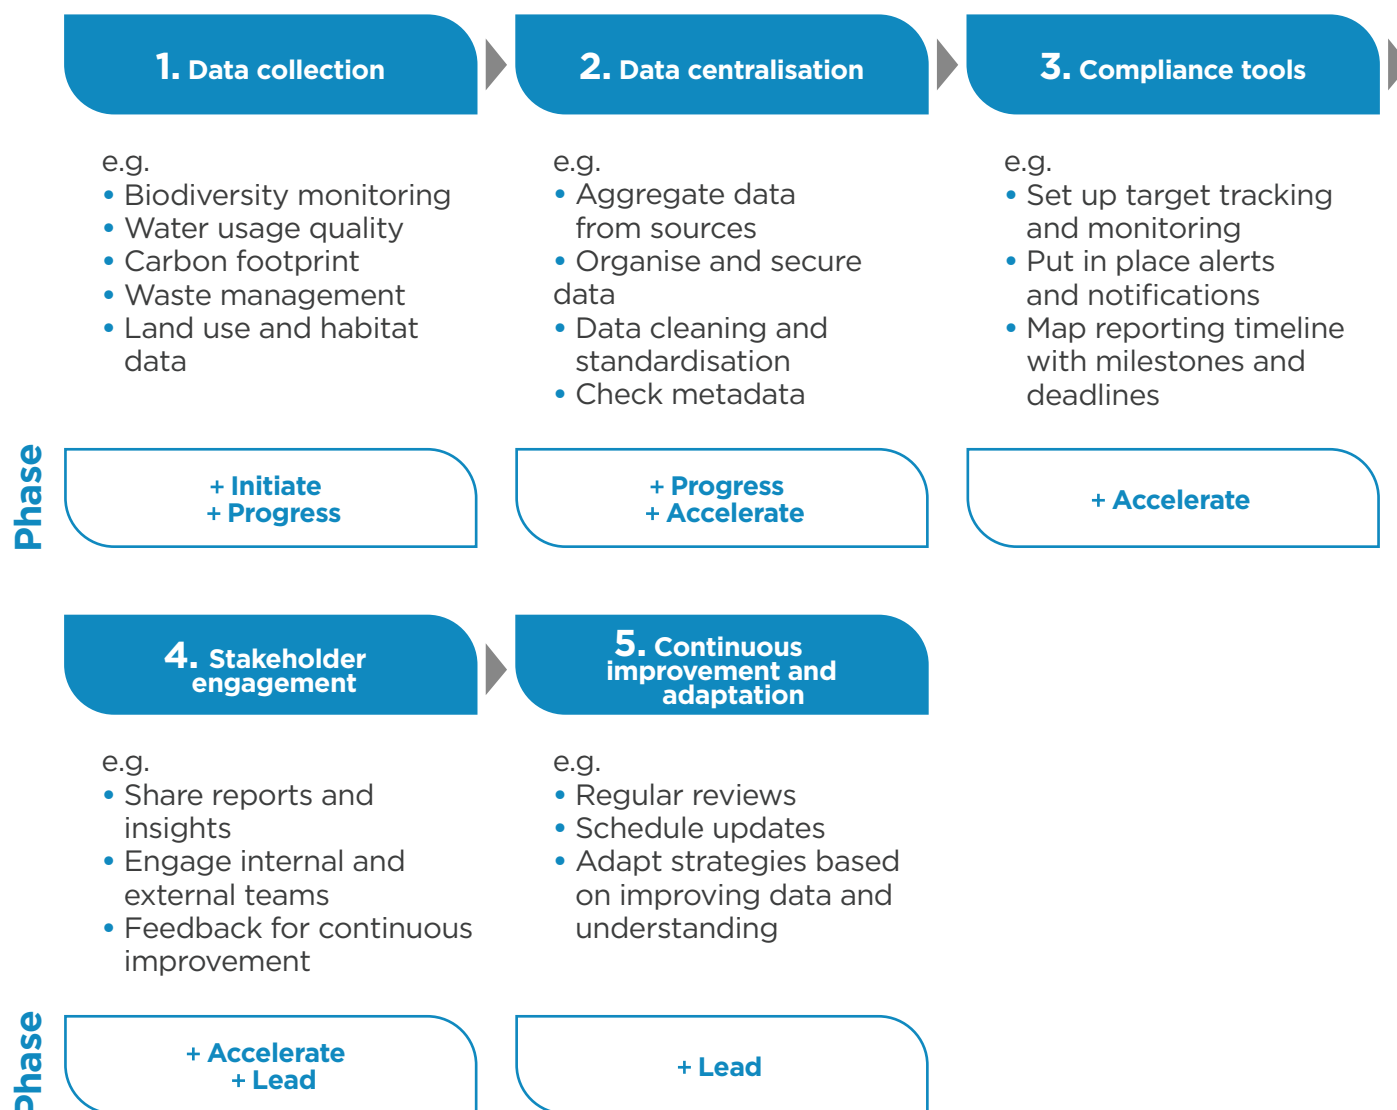 1. Data collection
e.g.
• Biodiversity monitoring
• Water usage quality
• Carbon footprint
• Waste management
• Land use and habitat
data
2. Data centralisation
e.g.
• Aggregate data
from sources
• Organise and secure
data
• Data cleaning and
standardisation
• Check metadata
3. Compliance tools
e.g.
• Set up target tracking
and monitoring
• Put in place alerts
and notifications
• Map reporting timeline
with milestones and
deadlines
Phase
+ Initiate
+ Progress
+ Progress
+ Accelerate
+ Accelerate
4. Stakeholder
engagement
e.g.
• Share reports and
insights
• Engage internal and
external teams
• Feedback for continuous
improvement
5. Continuous
improvement and
adaptation
e.g.
• Regular reviews
• Schedule updates
• Adapt strategies based
on improving data and
understanding
Phase
+ Accelerate
+ Lead
+ Lead